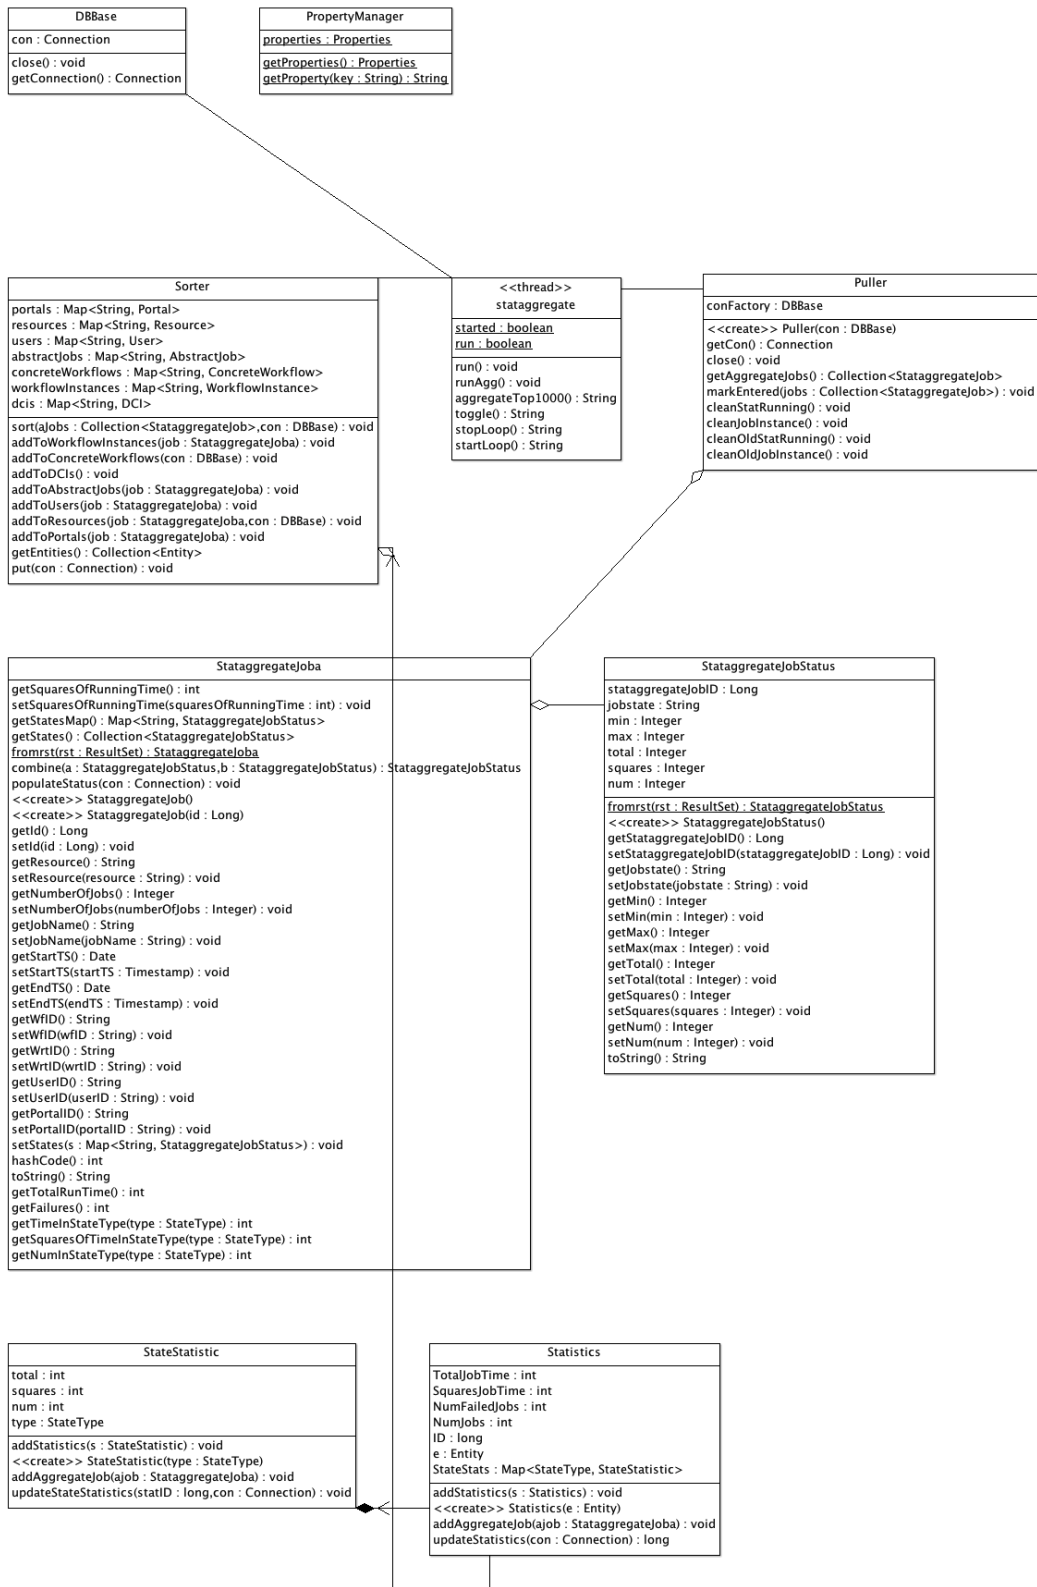 DBBase
con : Connection
close() : void
getConnection() : Connection
PropertyManager
properties : Properties
getProperties() : Properties
getProperty(key : String) : String
Sorter
portals : Map<String, Portal>
resources : Map<String, Resource>
users : Map<String, User>
abstractJobs : Map<String, AbstractJob>
concreteWorkflows : Map<String, ConcreteWorkflow>
workflowInstances : Map<String, WorkflowInstance>
dcis : Map<String, DCI>
sort(aJobs : Collection<StataggregateJob>,con : DBBase) : void
addToWorkflowInstances(job : StataggregateJoba) : void
addToConcreteWorkflows(con : DBBase) : void
addToDCIs() : void
addToAbstractJobs(job : StataggregateJoba) : void
addToUsers(job : StataggregateJoba) : void
addToResources(job : StataggregateJoba,con : DBBase) : void
addToPortals(job : StataggregateJoba) : void
getEntities() : Collection<Entity>
put(con : Connection) : void
<<thread>>
stataggregate
started : boolean
run : boolean
run() : void
runAgg() : void
aggregateTop1000() : String
toggle() : String
stopLoop() : String
startLoop() : String
Puller
conFactory : DBBase
<<create>> Puller(con : DBBase)
getCon() : Connection
close() : void
getAggregateJobs() : Collection<StataggregateJob>
markEntered(jobs : Collection<StataggregateJob>) : void
cleanStatRunning() : void
cleanJobInstance() : void
cleanOldStatRunning() : void
cleanOldJobInstance() : void
StataggregateJoba
getSquaresOfRunningTime() : int
setSquaresOfRunningTime(squaresOfRunningTime : int) : void
getStatesMap() : Map<String, StataggregateJobStatus>
getStates() : Collection<StataggregateJobStatus>
fromrst(rst : ResultSet) : StataggregateJoba
combine(a : StataggregateJobStatus,b : StataggregateJobStatus) : StataggregateJobStatus
populateStatus(con : Connection) : void
<<create>> StataggregateJob()
<<create>> StataggregateJob(id : Long)
getId() : Long
setId(id : Long) : void
getResource() : String
setResource(resource : String) : void
getNumberOfJobs() : Integer
setNumberOfJobs(numberOfJobs : Integer) : void
getJobName() : String
setJobName(jobName : String) : void
getStartTS() : Date
setStartTS(startTS : Timestamp) : void
getEndTS() : Date
setEndTS(endTS : Timestamp) : void
getWfID() : String
setWfID(wfID : String) : void
getWrtID() : String
setWrtID(wrtID : String) : void
getUserID() : String
setUserID(userID : String) : void
getPortalID() : String
setPortalID(portalID : String) : void
setStates(s : Map<String, StataggregateJobStatus>) : void
hashCode() : int
toString() : String
getTotalRunTime() : int
getFailures() : int
getTimeInStateType(type : StateType) : int
getSquaresOfTimeInStateType(type : StateType) : int
getNumInStateType(type : StateType) : int
StataggregateJobStatus
stataggregateJobID : Long
jobstate : String
min : Integer
max : Integer
total : Integer
squares : Integer
num : Integer
fromrst(rst : ResultSet) : StataggregateJobStatus
<<create>> StataggregateJobStatus()
getStataggregateJobID() : Long
setStataggregateJobID(stataggregateJobID : Long) : void
getJobstate() : String
setJobstate(jobstate : String) : void
getMin() : Integer
setMin(min : Integer) : void
getMax() : Integer
setMax(max : Integer) : void
getTotal() : Integer
setTotal(total : Integer) : void
getSquares() : Integer
setSquares(squares : Integer) : void
getNum() : Integer
setNum(num : Integer) : void
toString() : String
StateStatistic
total : int
squares : int
num : int
type : StateType
addStatistics(s : StateStatistic) : void
<<create>> StateStatistic(type : StateType)
addAggregateJob(ajob : StataggregateJoba) : void
updateStateStatistics(statID : long,con : Connection) : void
Statistics
TotalJobTime : int
SquaresJobTime : int
NumFailedJobs : int
NumJobs : int
ID : long
e : Entity
StateStats : Map<StateType, StateStatistic>
addStatistics(s : Statistics) : void
<<create>> Statistics(e : Entity)
addAggregateJob(ajob : StataggregateJoba) : void
updateStatistics(con : Connection) : long